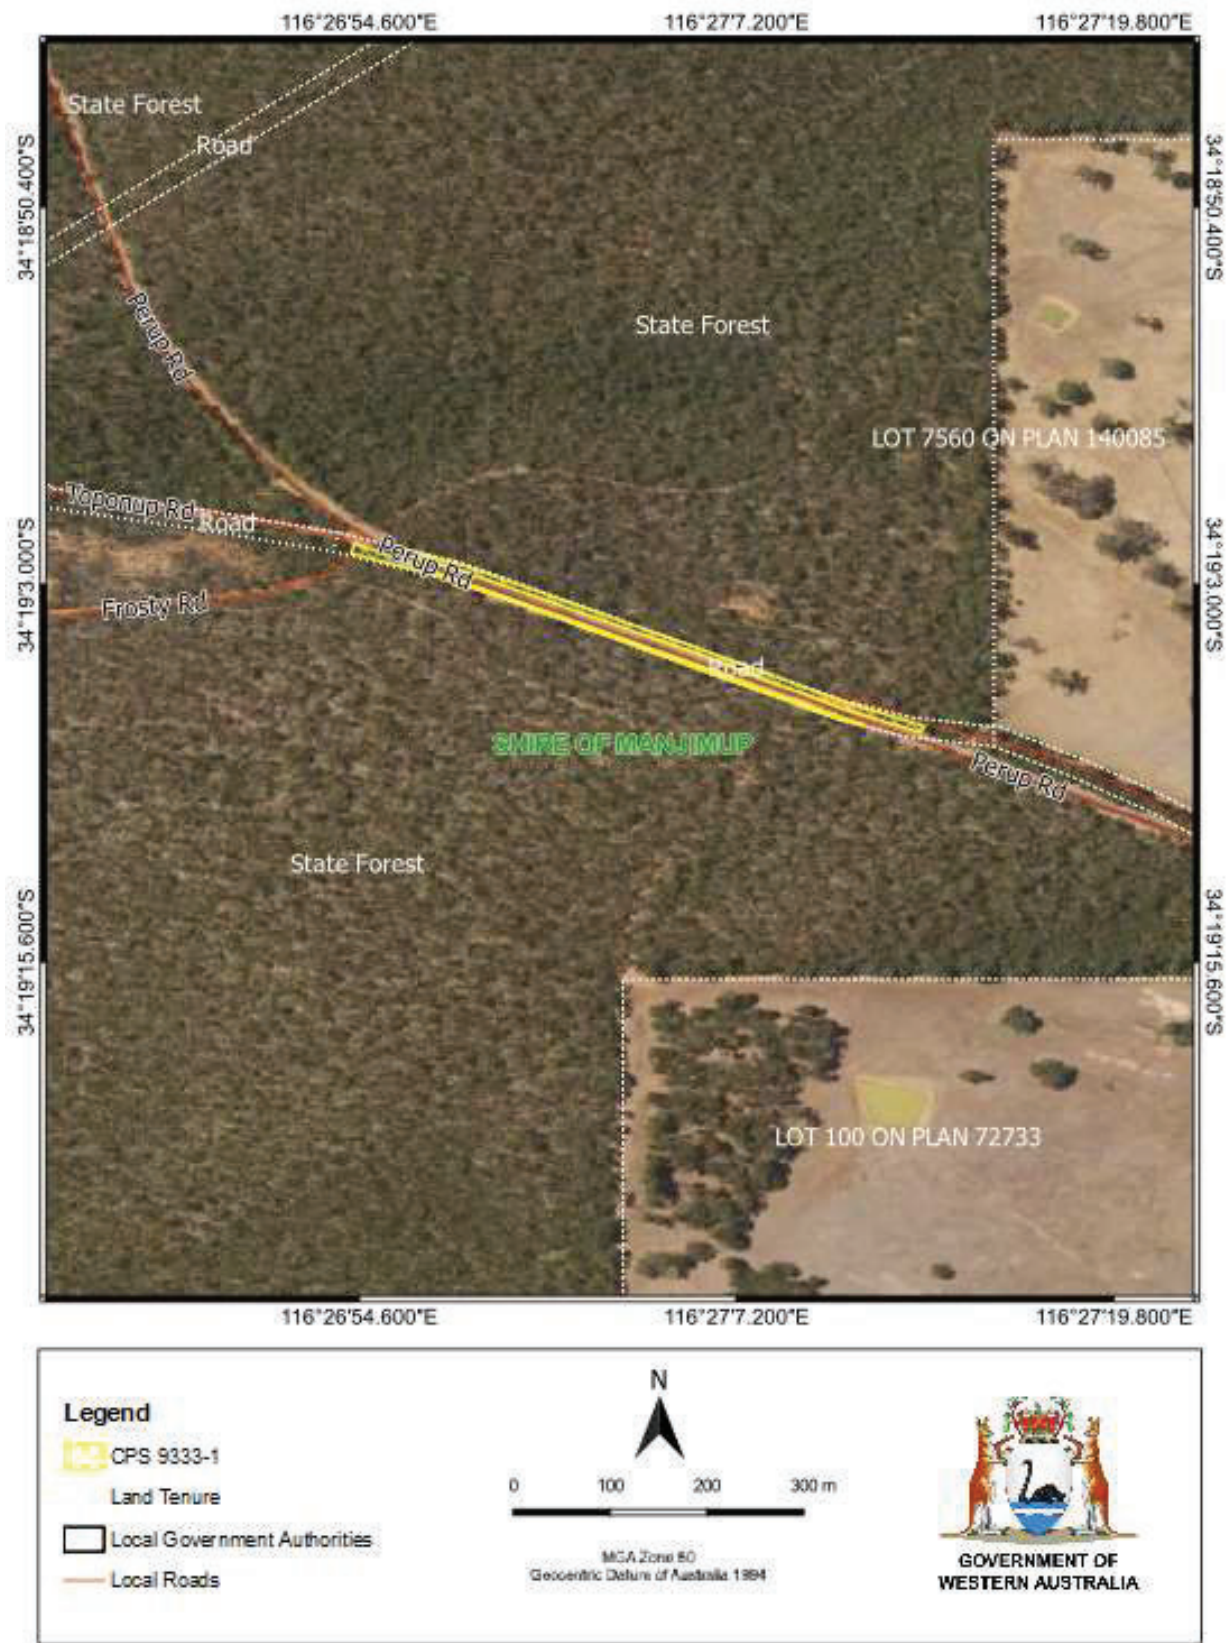 116°26'54.600"E 116°27'7.200"E 116°27'19.800"E
34°18'50.400"S
34°18'50.400"S
State Forest
Road
Perup Rd
State Forest
LOT 7560 ON PLAN 140085
Toponup Rd
Road
Perup Rd
34°19'3.000"S
34°19'3.000"S
Frosty Rd
Road
SHIRE OF MANJIMUP
Perup Rd
State Forest
34°19'15.600"S
34°19'15.600"S
LOT 100 ON PLAN 72733
116°26'54.600"E 116°27'7.200"E 116°27'19.800"E
Legend
CPS 9333-1
Land Tenure
Local Government Authorities
Local Roads
N
0 100 200 300 m
MGA Zone 50
Geocentric Datum of Australia 1994
GOVERNMENT OF
WESTERN AUSTRALIA